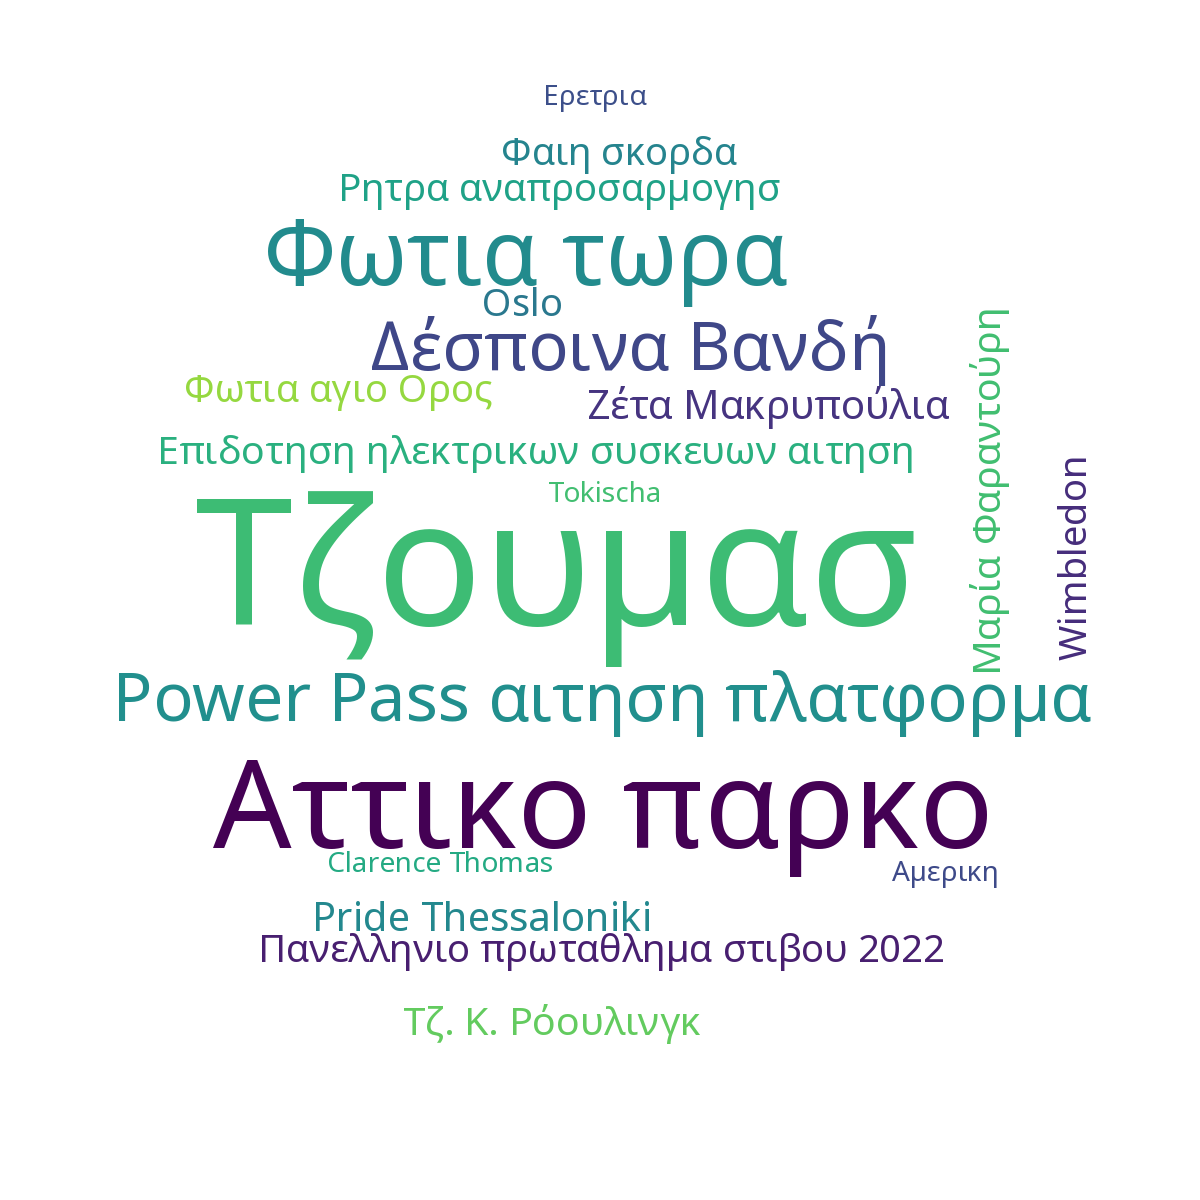 Ερετρια
Φαιη σκορδα
Ρητρα αναπροσαρμογησ
Φωτια τωρα
Oslo
Δέσποινα Βανδή
Φωτια αγιο Ορος
Ζέτα Μακρυπούλια
Μαρία Φαραντούρη
Επιδοτηση ηλεκτρικων συσκευων αιτηση
Wimbledon
Tokischa
Τζουμασ
Power Pass αιτηση πλατφορμα
Αττικο παρκο
Clarence Thomas
Αμερικη
Pride Thessaloniki
Πανελληνιο πρωταθλημα στιβου 2022
Τζ. Κ. Ρόουλινγκ